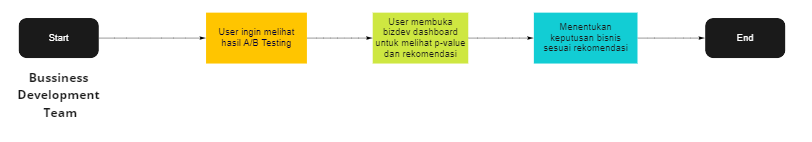 Start
Bussiness
Development
Team
User ingin melihat
hasil A/B Testing
User membuka
bizdev dashboard
untuk melihat p-value
dan rekomendasi
Menentukan
keputusan bisnis
sesuai rekomendasi
End